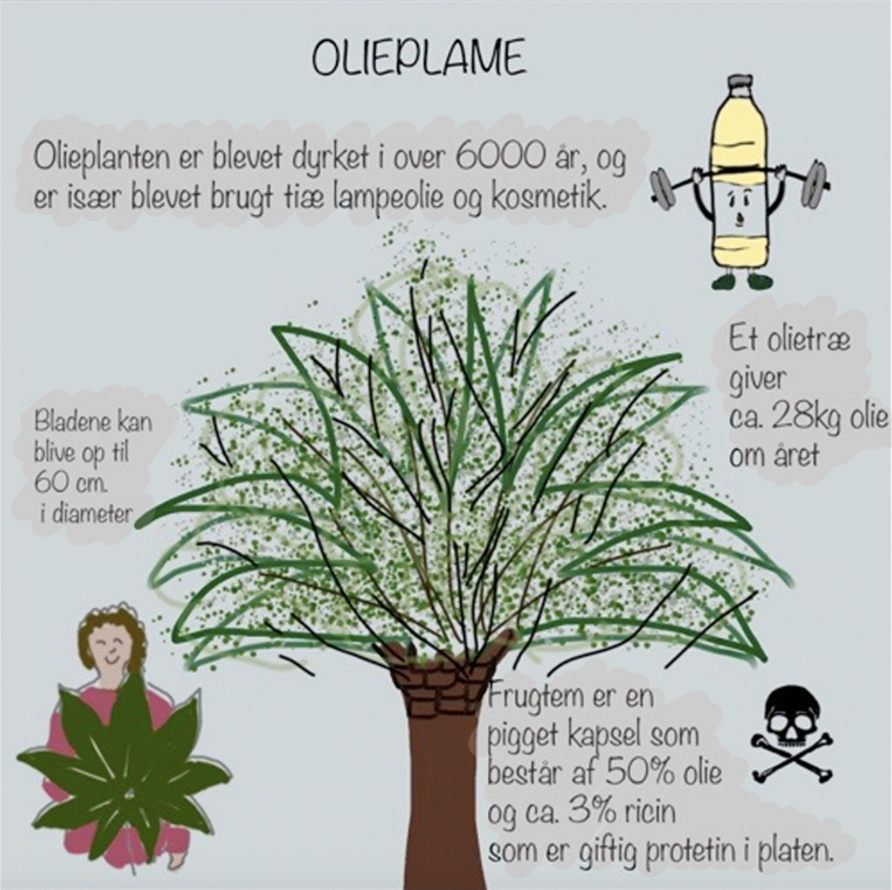 OLIEPLAME
Olieplanten er blevet dyrket i over 6000 år, og
er især blevet brugt tiæ lampeolie og kosmetik.
Et olietræ
giver
ca. 28kg olie
om året
Bladene kan
blive op til
60 cm.
i diameter
Frugtem er en
pigget kapsel som
består af 50% olie
og ca. 3% ricin
som er giftig protetin i platen.